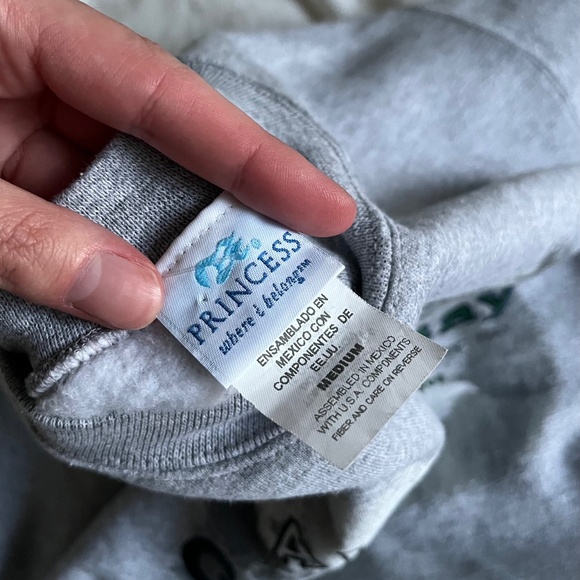 PRINCESS
where i belong™
ENSAMBLADO EN
MEXICO CON
COMPONENTES DE
EE.UU.
MEDIUM
ASSEMBLED IN MEXICO
WITH U.S.A. COMPONENTS
FIBER AND CARE ON REVERSE